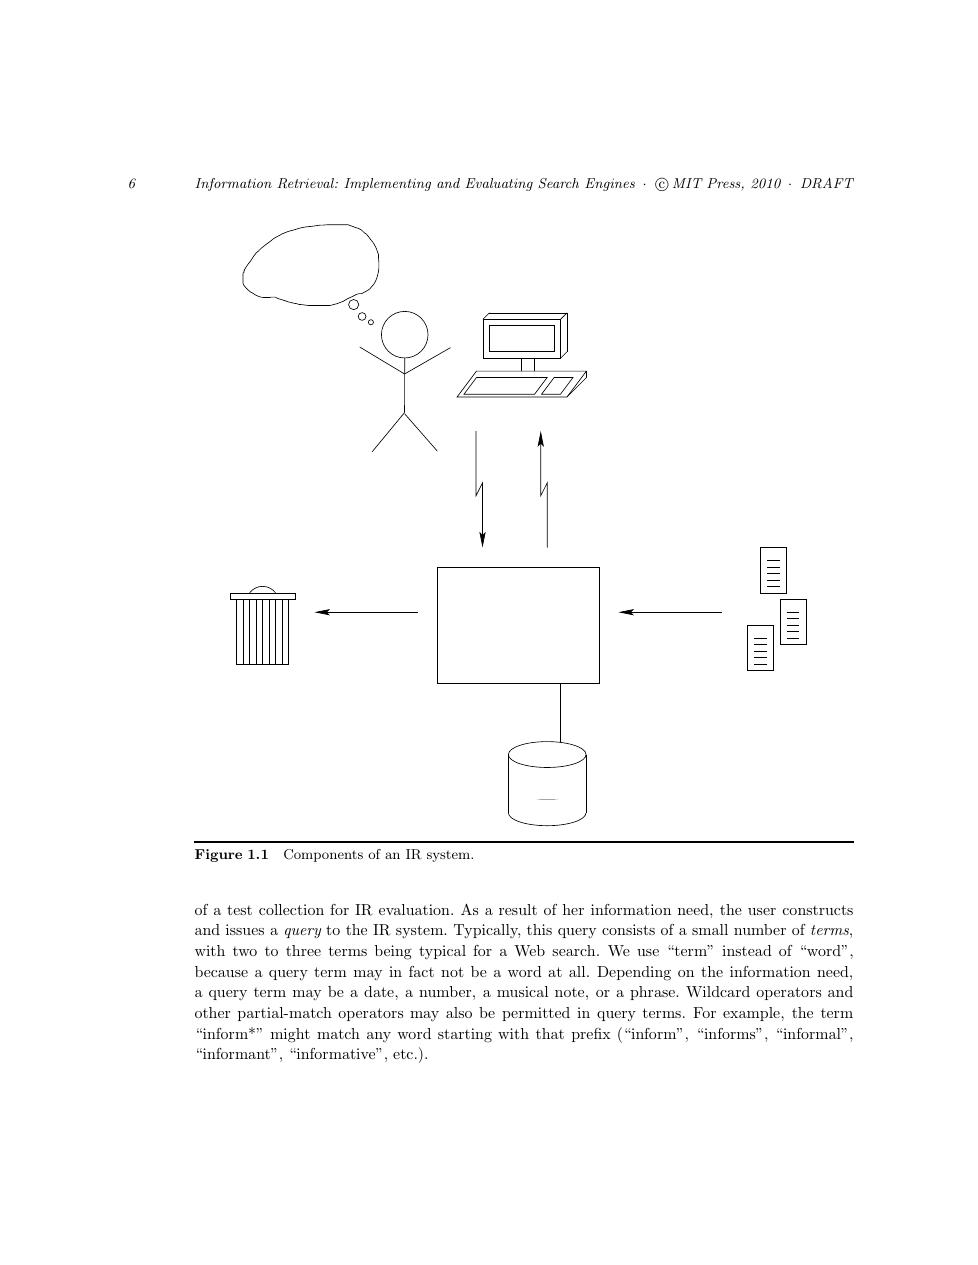 6 Information Retrieval: Implementing and Evaluating Search Engines · © MIT Press, 2010 · DRAFT
Figure 1.1 Components of an IR system.
of a test collection for IR evaluation. As a result of her information need, the user constructs
and issues a query to the IR system. Typically, this query consists of a small number of terms,
with two to three terms being typical for a Web search. We use “term” instead of “word”,
because a query term may in fact not be a word at all. Depending on the information need,
a query term may be a date, a number, a musical note, or a phrase. Wildcard operators and
other partial-match operators may also be permitted in query terms. For example, the term
“inform*” might match any word starting with that prefix (“inform”, “informs”, “informal”,
“informant”, “informative”, etc.).